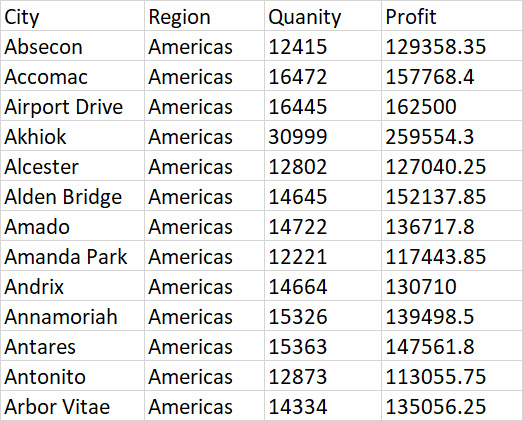 City Region Quanity Profit
Absecon Americas 12415 129358.35
Accomac Americas 16472 157768.4
Airport Drive Americas 16445 162500
Akhiok Americas 30999 259554.3
Alcester Americas 12802 127040.25
Alden Bridge Americas 14645 152137.85
Amado Americas 14722 136717.8
Amanda Park Americas 12221 117443.85
Andrix Americas 14664 130710
Annamoriah Americas 15326 139498.5
Antares Americas 15363 147561.8
Antonito Americas 12873 113055.75
Arbor Vitae Americas 14334 135056.25